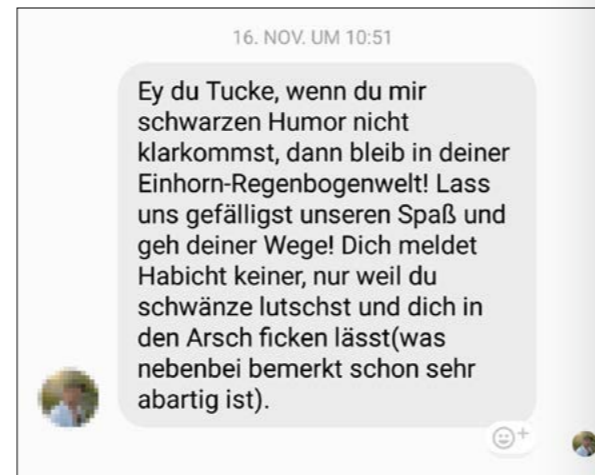 16. NOV. UM 10:51
Ey du Tucke, wenn du mir
schwarzen Humor nicht
klarkommst, dann bleib in deiner
Einhorn-Regenbogenwelt! Lass
uns gefälligst unseren Spaß und
geh deiner Wege! Dich meldet
Habicht keiner, nur weil du
schwänze lutschst und dich in
den Arsch ficken lässt(was
nebenbei bemerkt schon sehr
abartig ist).